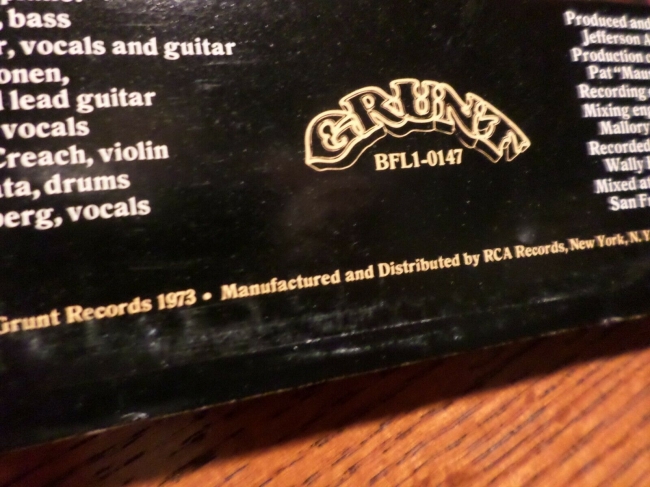 , bass
, vocals and guitar
onen,
lead guitar
vocals
Creach, violin
ata, drums
berg, vocals
GRUNT
BFL1-0147
Produced and
Jefferson A
Production
Pat "Mau
Recording
Mixing eng
Mallory
Recorded
Wally
Mixed at
San Fr
Grunt Records 1973 • Manufactured and Distributed by RCA Records, New York, N.Y